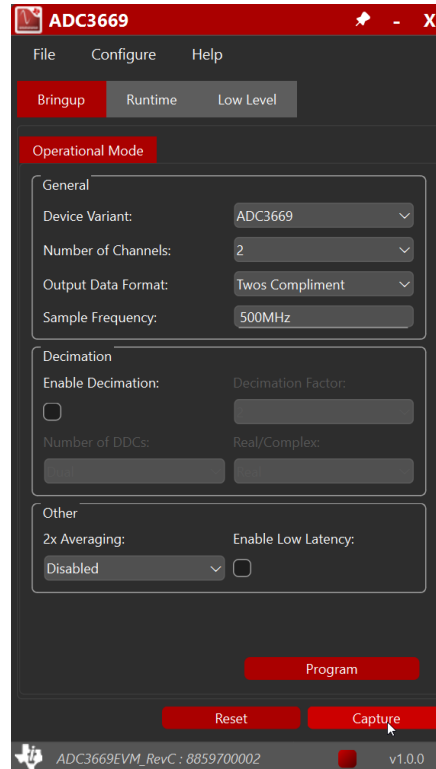 ADC3669 - X
File Configure Help
Bringup Runtime Low Level
Operational Mode
General
Device Variant: ADC3669
Number of Channels: 2
Output Data Format: Twos Compliment
Sample Frequency: 500MHz
Decimation
Enable Decimation: Decimation Factor:
Number of DDCs: Real/Complex:
Other
2x Averaging: Enable Low Latency:
Disabled
Program
Reset Capture
ADC3669EVM_RevC : 8859700002 v1.0.0